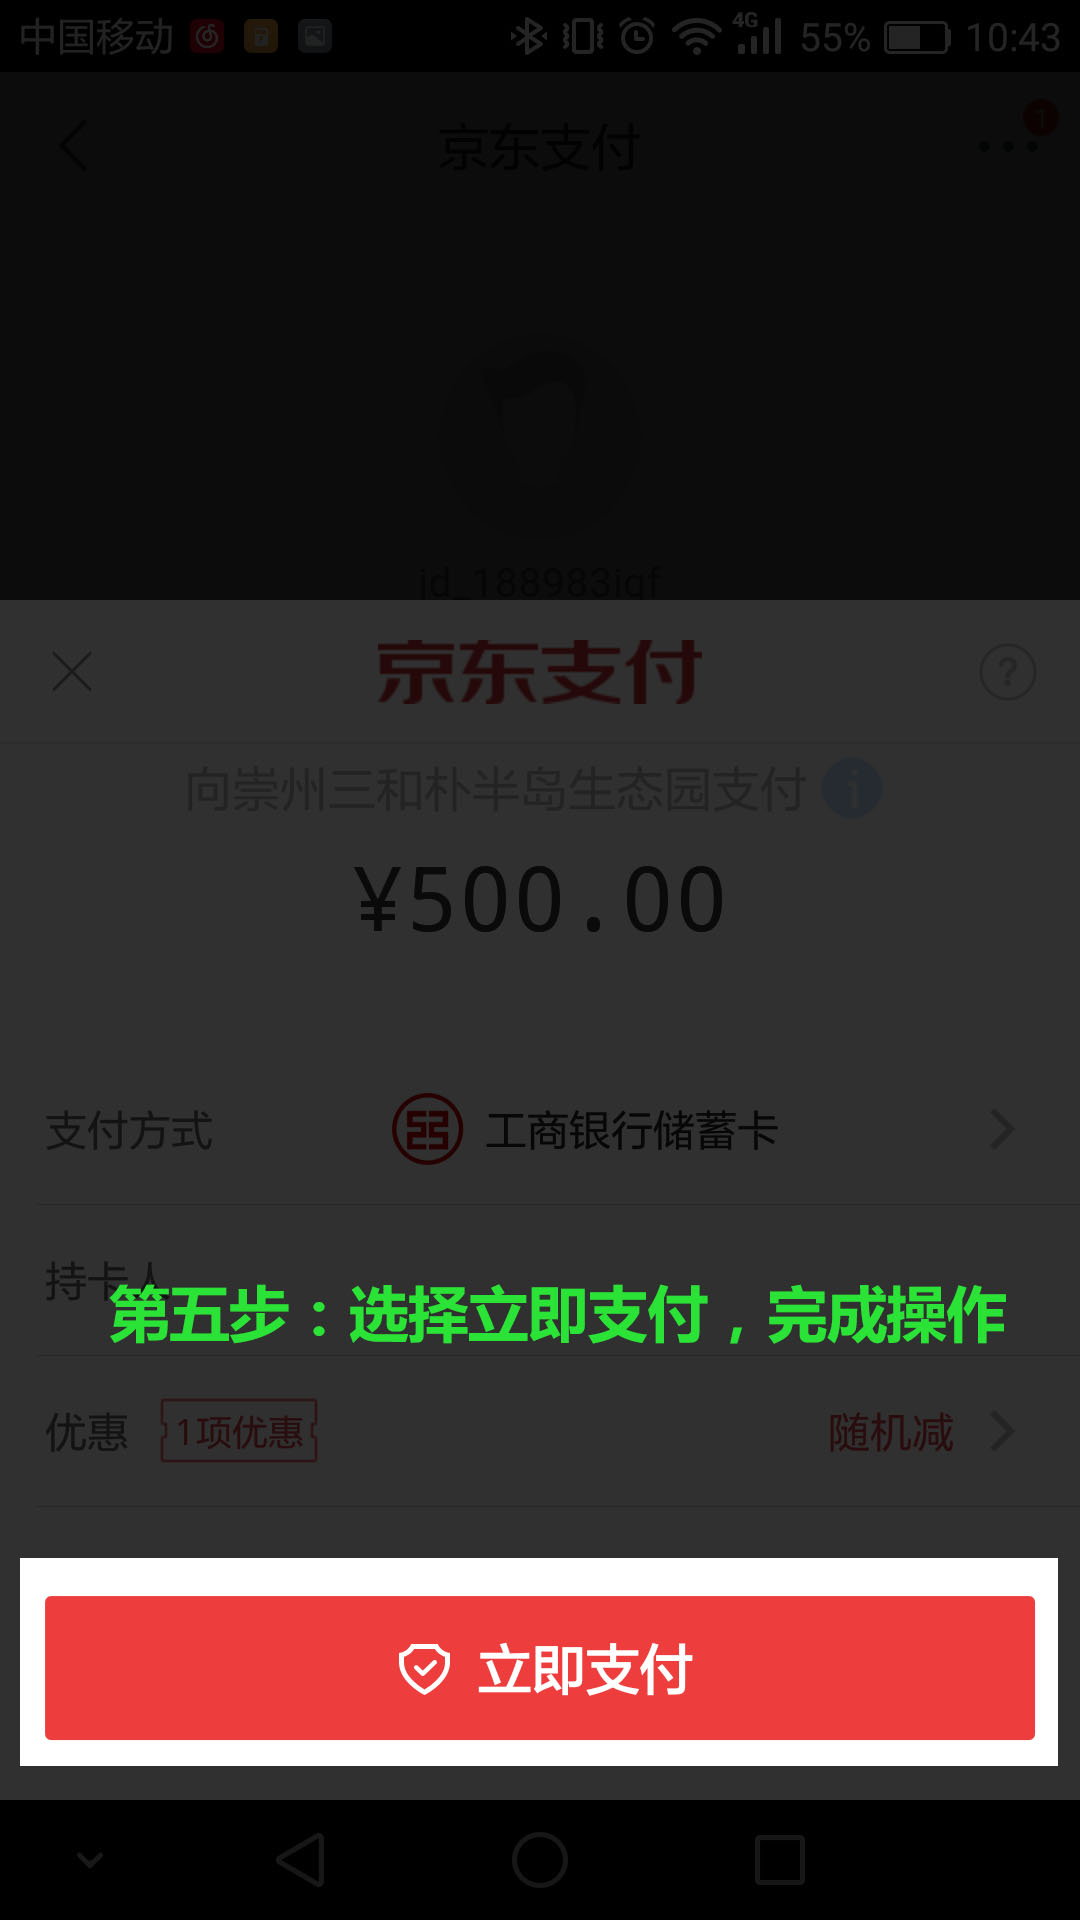 中国移动 4G 55% 10:43
京东支付
1
jd_188983iqf
京东支付 ?
向崇州三和朴半岛生态园支付 i
¥500.00
支付方式 工商银行储蓄卡
持卡人
第五步：选择立即支付，完成操作
优惠 1项优惠 随机减
立即支付